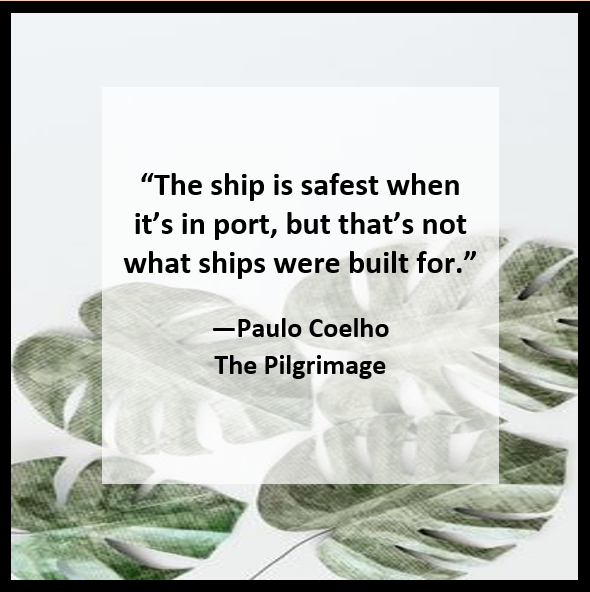 “The ship is safest when
it’s in port, but that’s not
what ships were built for.”
—Paulo Coelho
The Pilgrimage